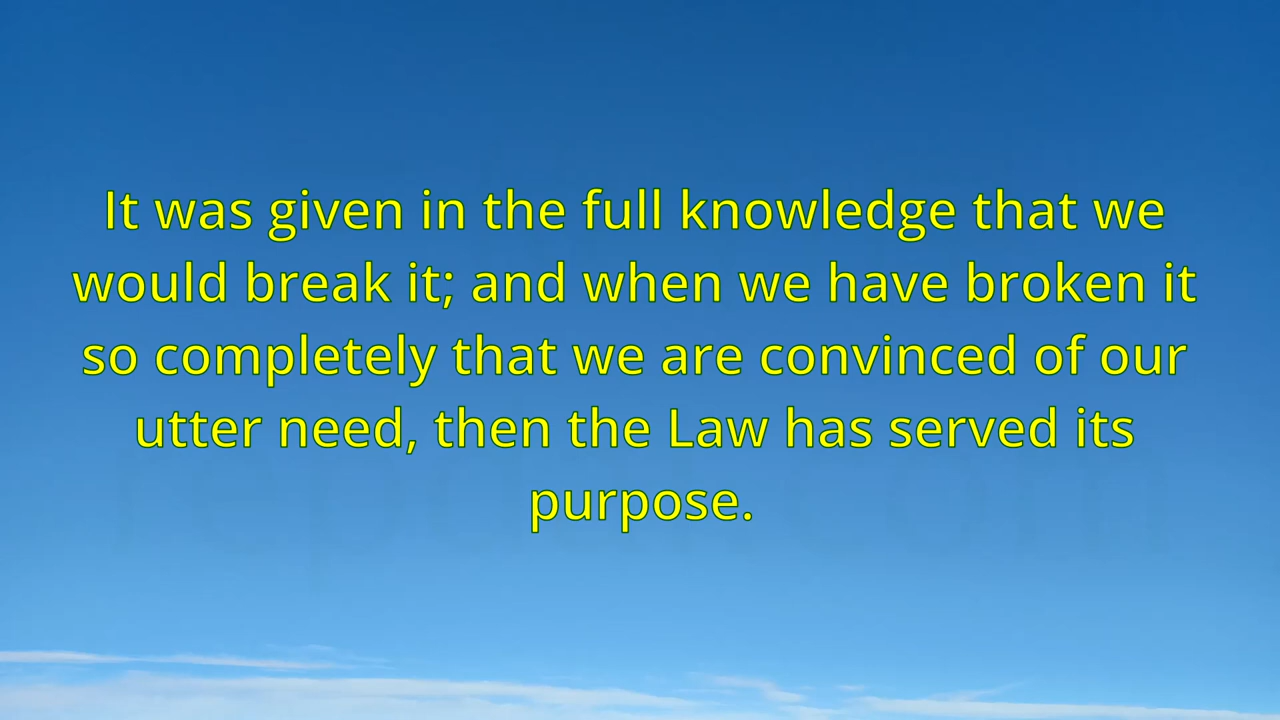 It was given in the full knowledge that we
would break it; and when we have broken it
so completely that we are convinced of our
utter need, then the Law has served its
purpose.